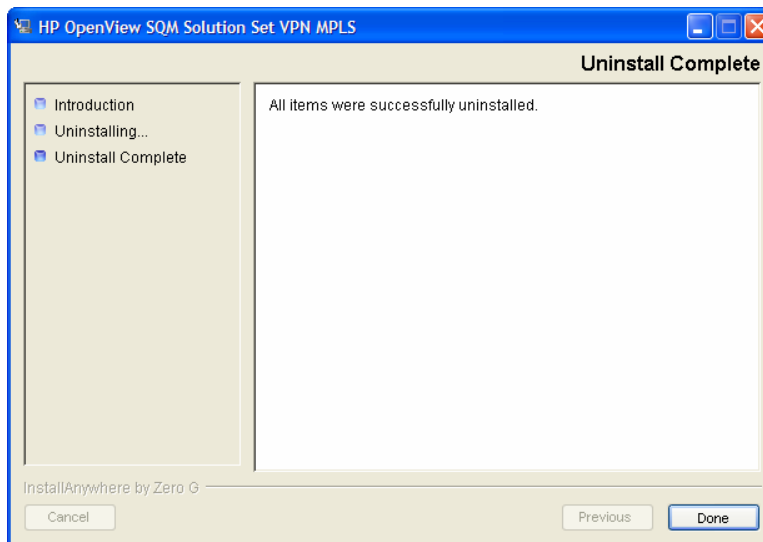 HP OpenView SQM Solution Set VPN MPLS
Uninstall Complete
Introduction
Uninstalling...
Uninstall Complete
All items were successfully uninstalled.
InstallAnywhere by Zero G
Cancel
Previous
Done